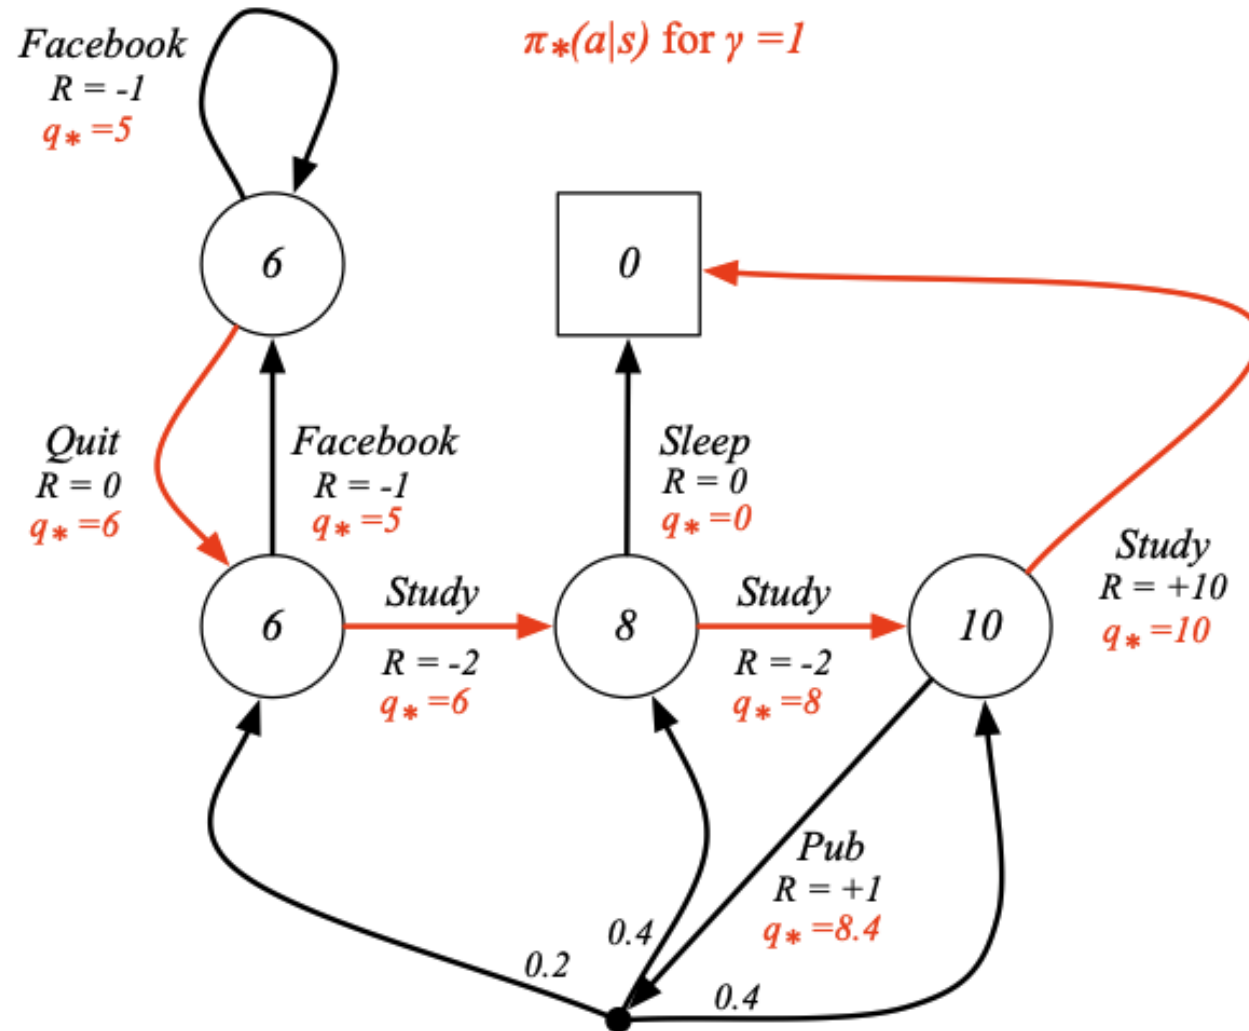 π*(a|s) for γ =1
Facebook
R = -1
q* =5
6
0
Quit
R = 0
q* =6
Facebook
R = -1
q* =5
Sleep
R = 0
q* =0
Study
R = +10
q* =10
6
Study
R = -2
q* =6
8
Study
R = -2
q* =8
10
Pub
R = +1
q* =8.4
0.2
0.4
0.4